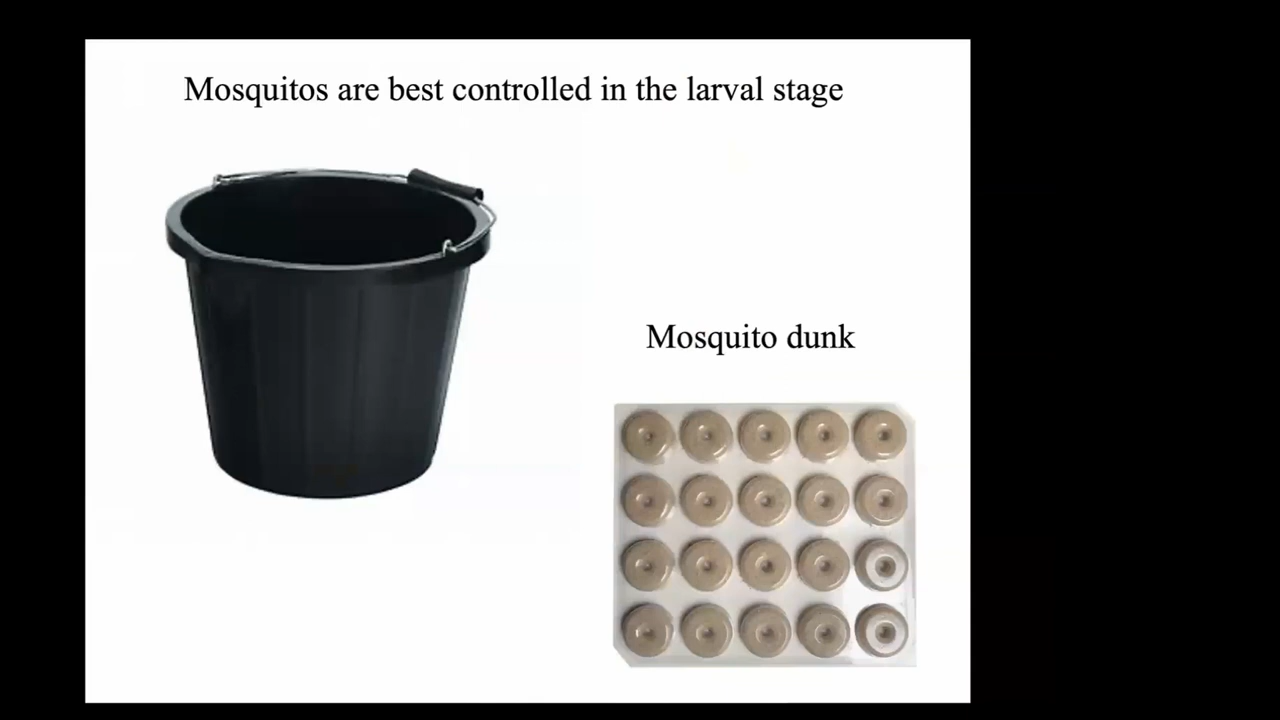 Mosquitos are best controlled in the larval stage
Mosquito dunk